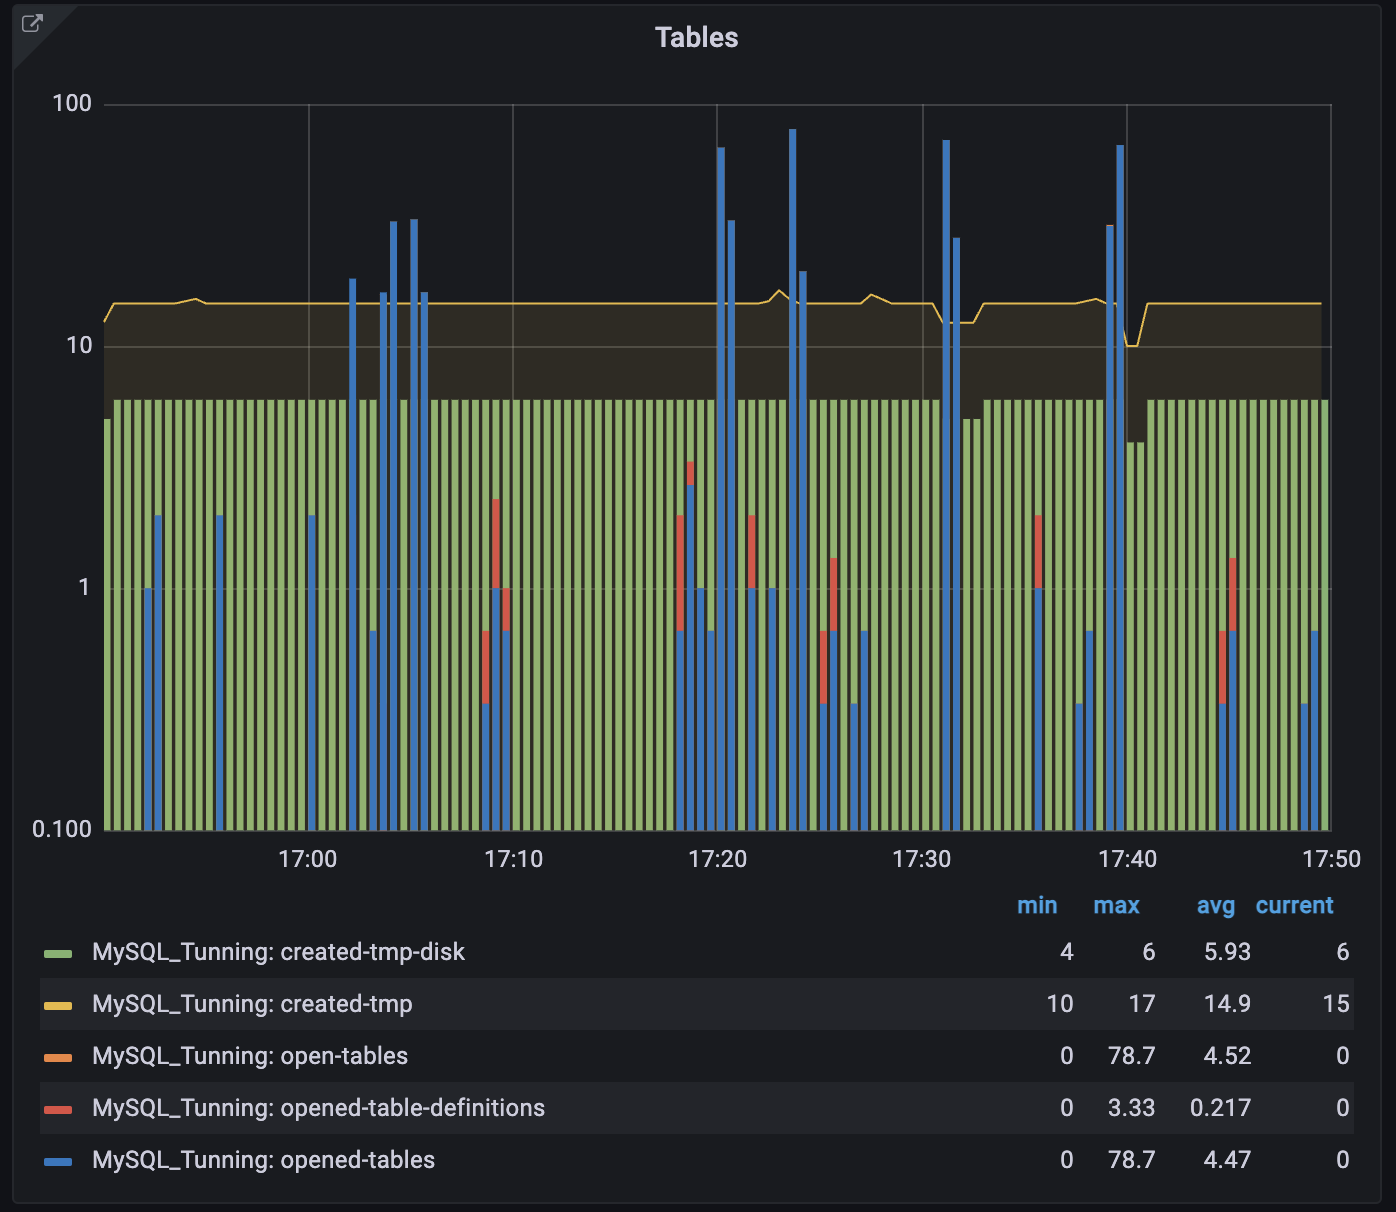 Tables
100
10
1
0.100
17:00 17:10 17:20 17:30 17:40 17:50
min max avg current
MySQL_Tunning: created-tmp-disk 4 6 5.93 6
MySQL_Tunning: created-tmp 10 17 14.9 15
MySQL_Tunning: open-tables 0 78.7 4.52 0
MySQL_Tunning: opened-table-definitions 0 3.33 0.217 0
MySQL_Tunning: opened-tables 0 78.7 4.47 0